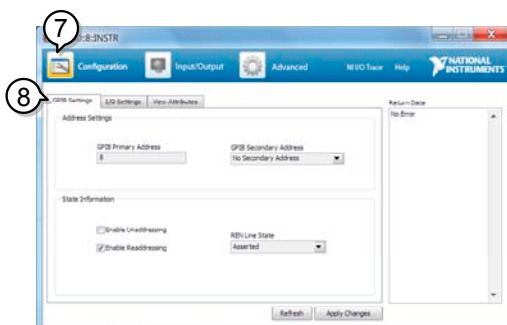 7
:8:INSTR
Configuration
Input/Output
Advanced
NI I/O Trace
Help
NATIONAL
INSTRUMENTS
8
GPIB Settings
I/O Settings
View Attributes
Return Data
No Error
Address Settings
GPIB Primary Address
GPIB Secondary Address
8
No Secondary Address
State Information
Enable Unaddressing
Enable Readdressing
REN Line State
Asserted
Refresh
Apply Changes